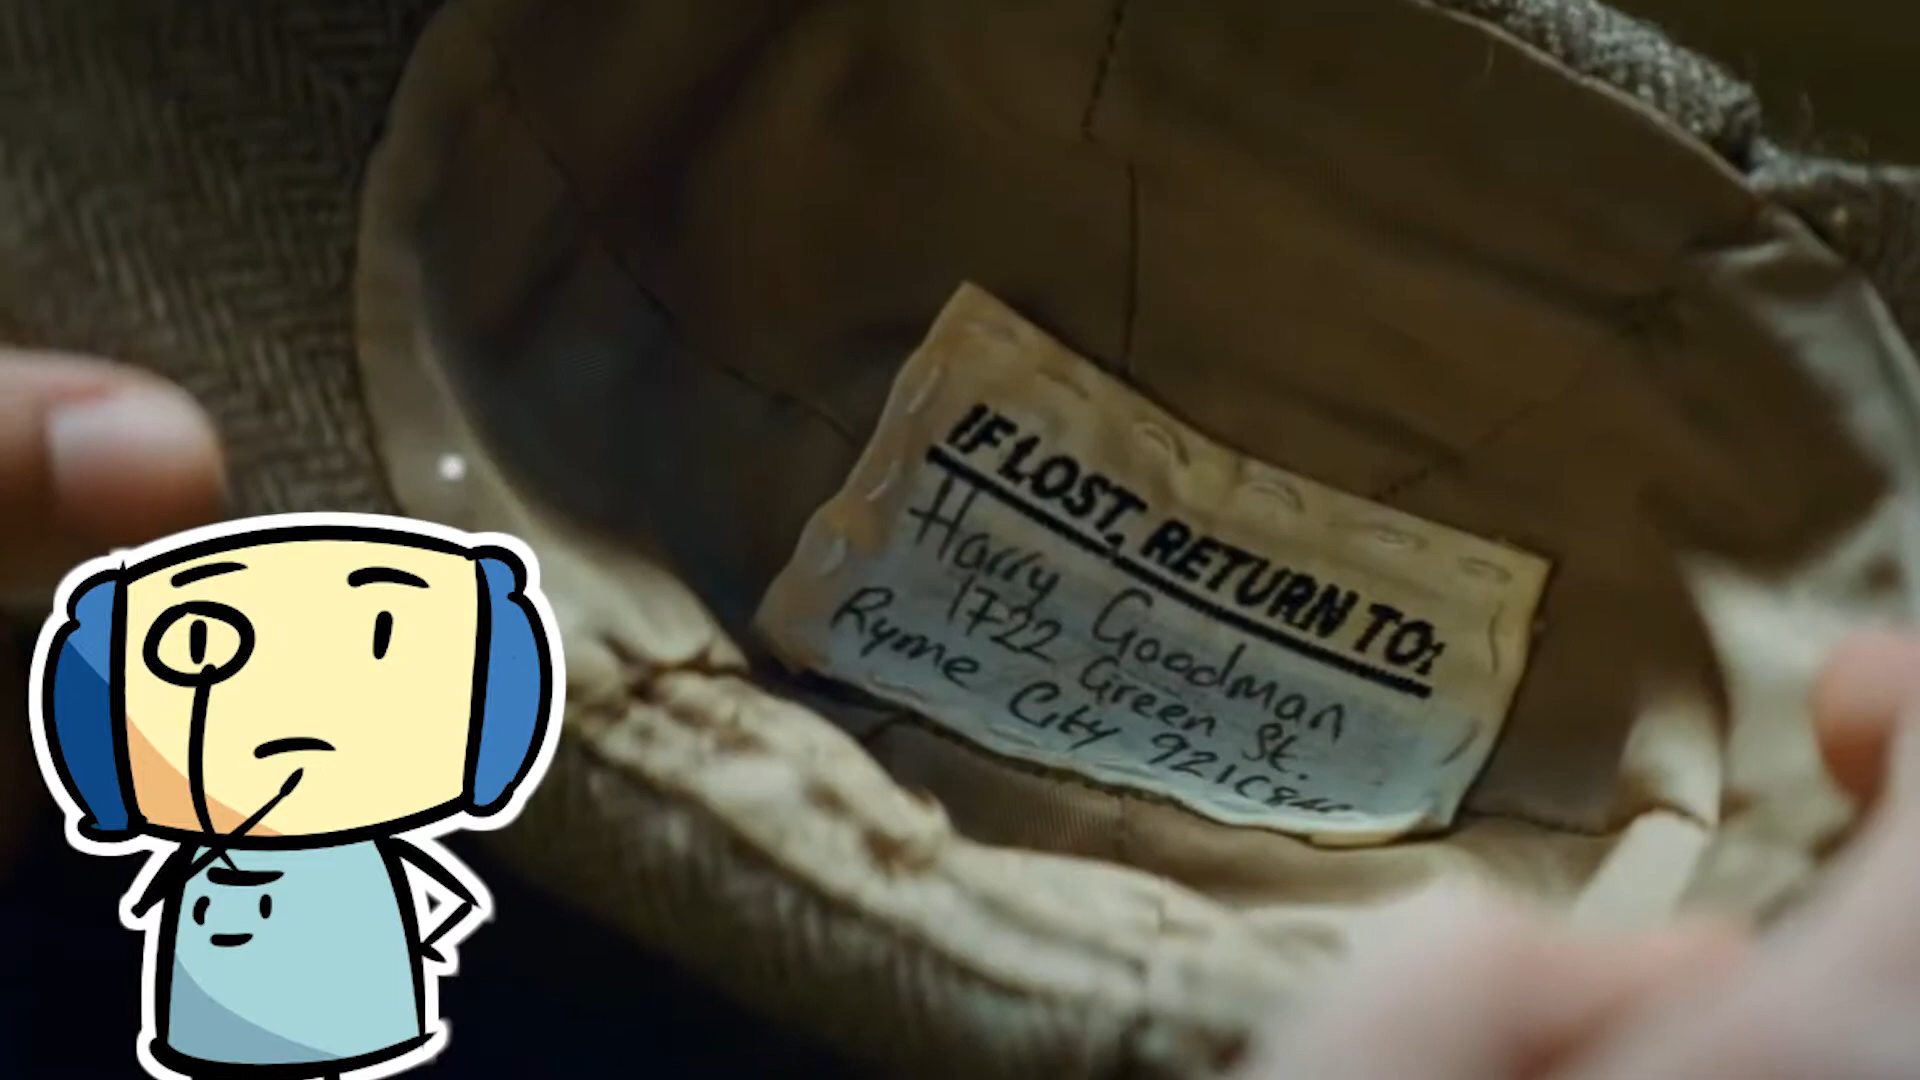 IF LOST, RETURN TO:
Harry Goodman
1722 Green St.
Ryme City